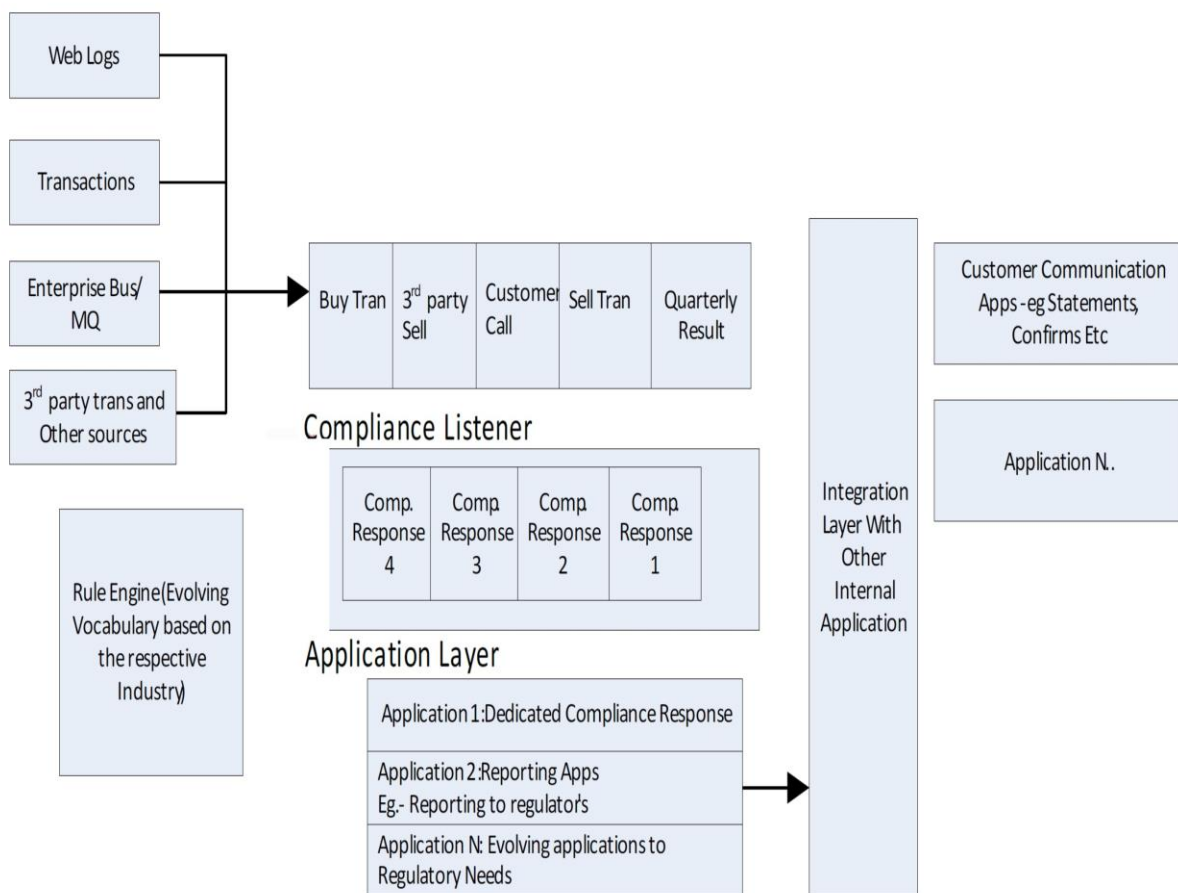 Web Logs
Transactions
Enterprise Bus/
MQ
3rd party trans and
Other sources
Buy Tran
3rd party
Sell
Customer
Call
Sell Tran
Quarterly
Result
Compliance Listener
Comp.
Response
4
Comp.
Response
3
Comp.
Response
2
Comp.
Response
1
Rule Engine(Evolving
Vocabulary based on
the respective
Industry)
Application Layer
Application 1:Dedicated Compliance Response
Application 2:Reporting Apps
Eg.- Reporting to regulator's
Application N: Evolving applications to
Regulatory Needs
Integration
Layer With
Other
Internal
Application
Customer Communication
Apps -eg Statements,
Confirms Etc
Application N..